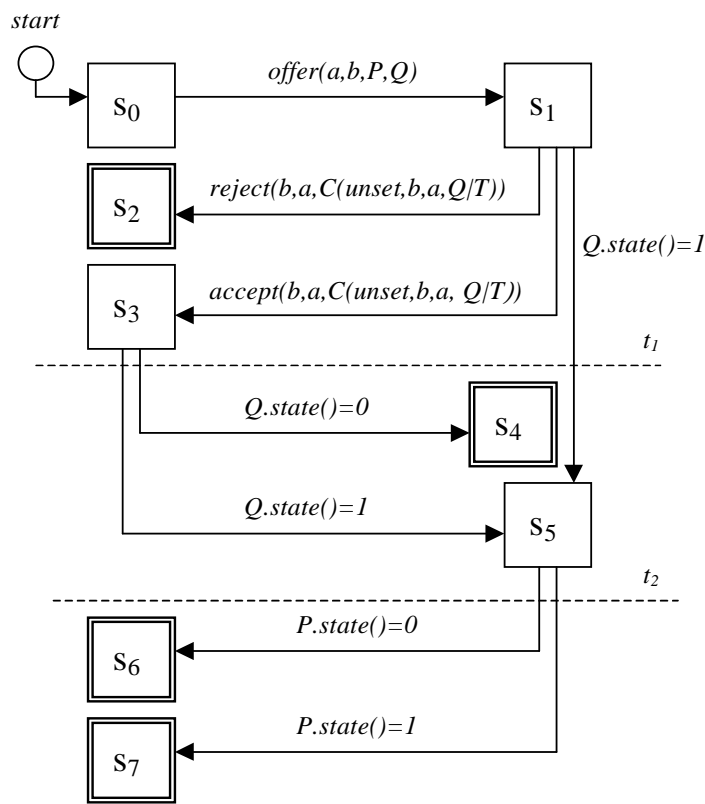 start
offer(a,b,P,Q)
s0
s1
reject(b,a,C(unset,b,a,Q|T))
s2
Q.state()=1
accept(b,a,C(unset,b,a, Q|T))
s3
t1
Q.state()=0
s4
Q.state()=1
s5
t2
P.state()=0
s6
P.state()=1
s7